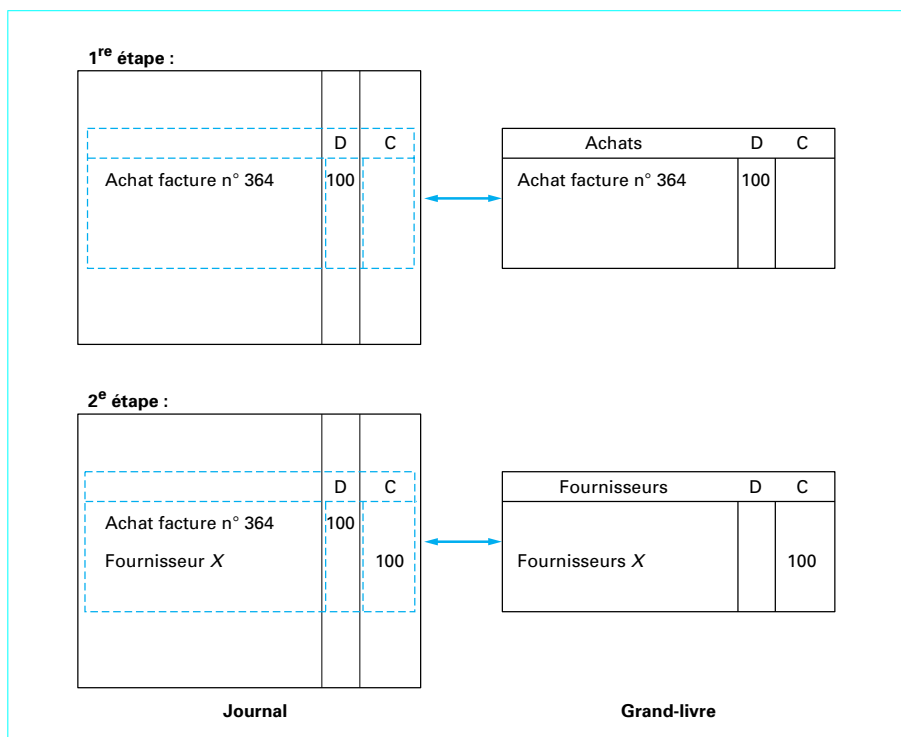 1re étape :
D C
Achat facture n° 364 100
Achats D C
Achat facture n° 364 100
2e étape :
D C
Achat facture n° 364 100
Fournisseur X 100
Fournisseurs D C
Fournisseurs X 100
Journal
Grand-livre